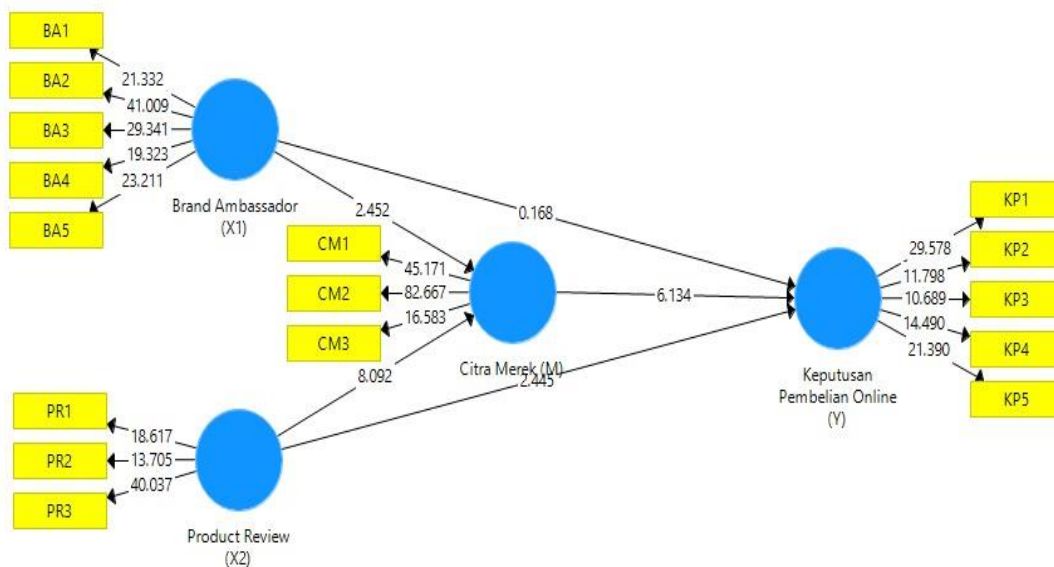 BA1
BA2
BA3
BA4
BA5
21.332
41.009
29.341
19.323
23.211
Brand Ambassador
(X1)
2.452
0.168
CM1
CM2
CM3
45.171
82.667
16.583
Citra Merek (M)
6.134
8.092
2.445
PR1
PR2
PR3
18.617
13.705
40.037
Product Review
(X2)
Keputusan
Pembelian Online
(Y)
29.578
11.798
10.689
14.490
21.390
KP1
KP2
KP3
KP4
KP5